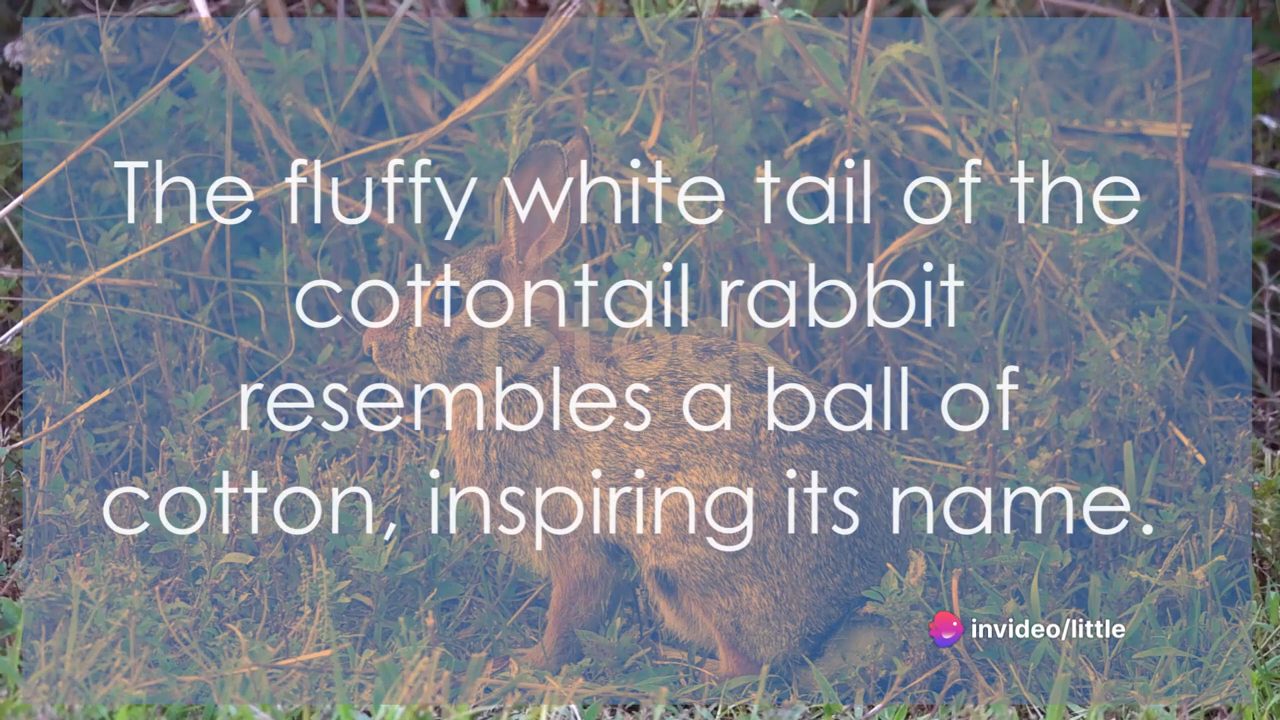 The fluffy white tail of the
cottontail rabbit
resembles a ball of
cotton, inspiring its name.
invideo/little